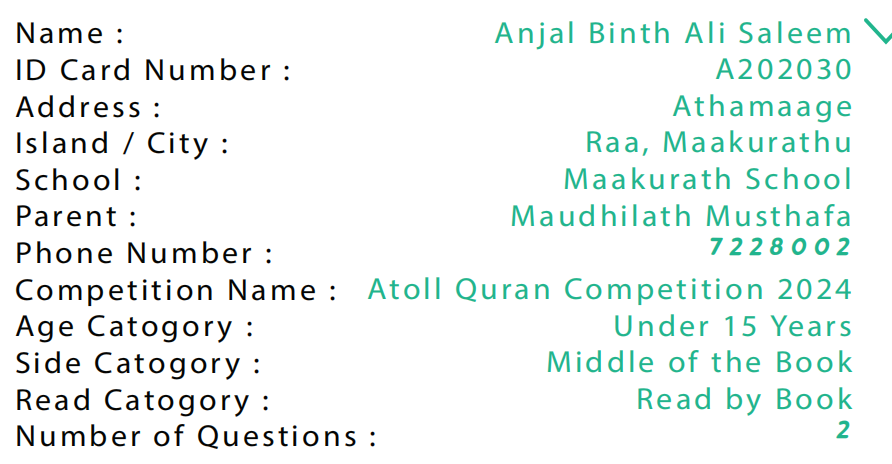 Name : Anjal Binth Ali Saleem
ID Card Number : A202030
Address : Athamaage
Island / City : Raa, Maakurathu
School : Maakurath School
Parent : Maudhilath Musthafa
Phone Number : 7228002
Competition Name : Atoll Quran Competition 2024
Age Catogory : Under 15 Years
Side Catogory : Middle of the Book
Read Catogory : Read by Book
Number of Questions : 2